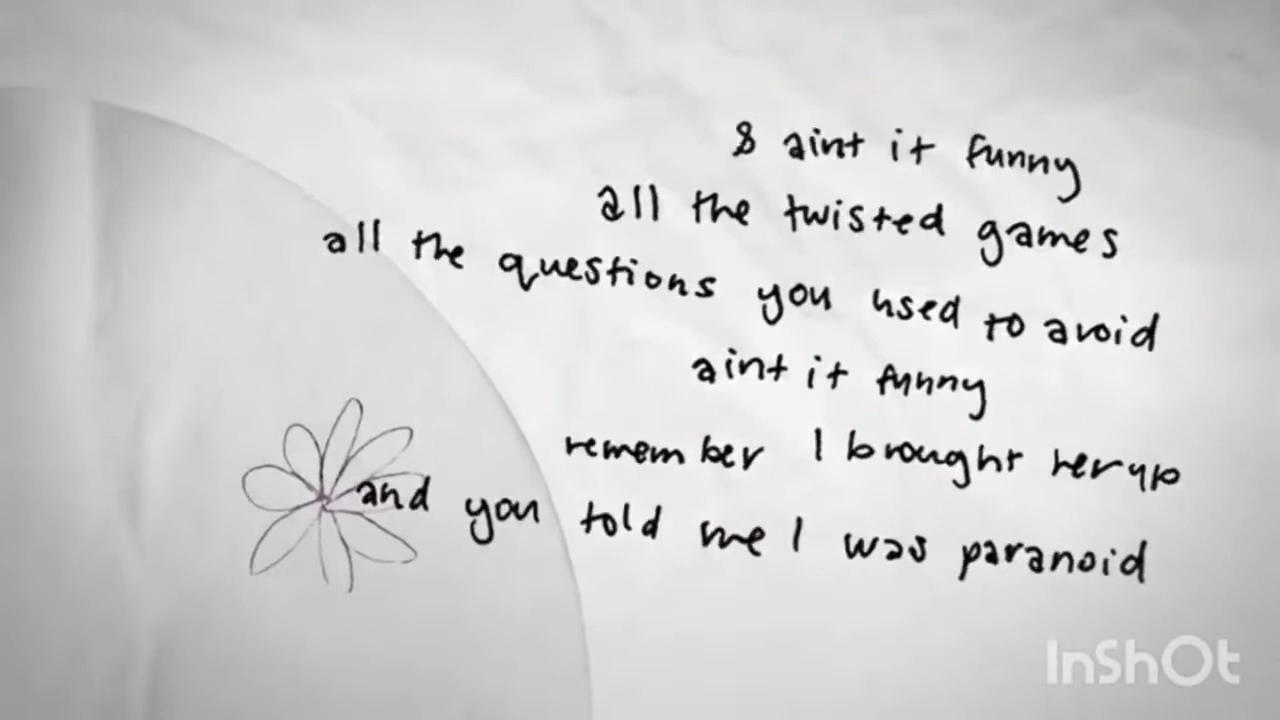 & aint it funny
all the twisted games
all the questions you used to avoid
aint it funny
remember I brought her up
and you told me I was paranoid
InShOt